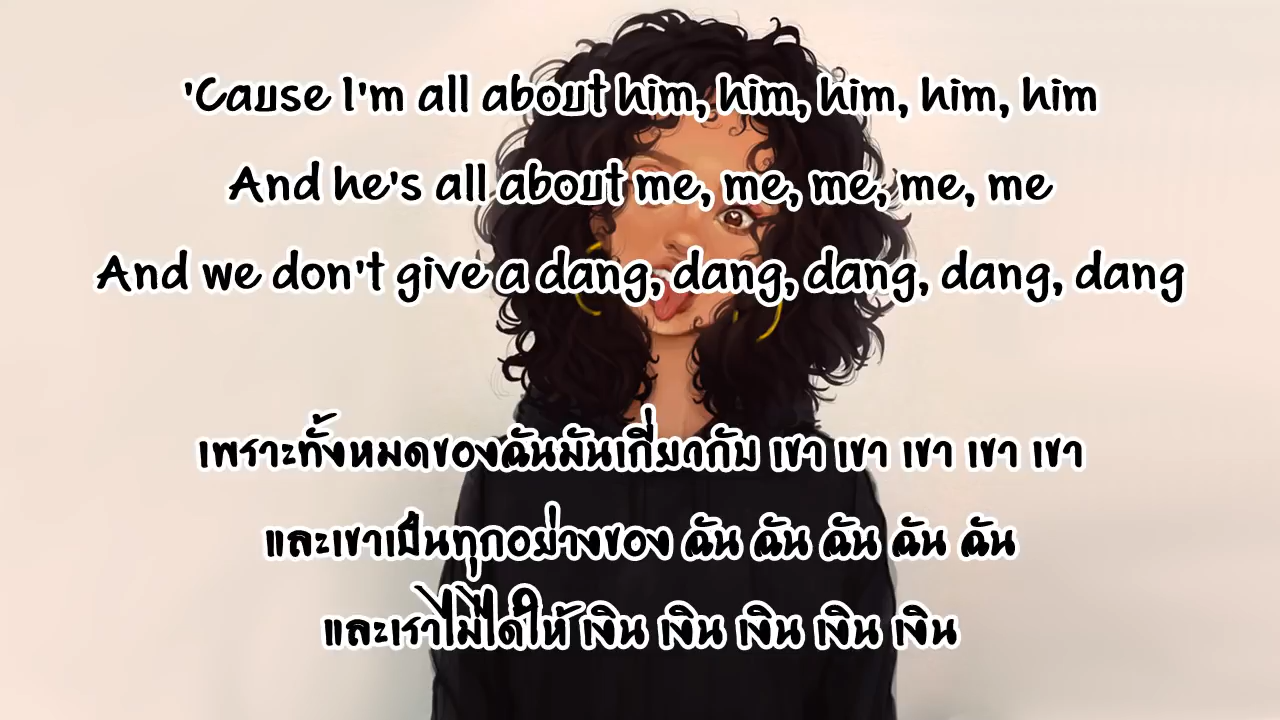 'Cause I'm all about him, him, him, him, him
And he's all about me, me, me, me, me
And we don't give a dang, dang, dang, dang, dang
เพราะทั้งหมดของฉันมันเกี่ยวกับ เขา เขา เขา เขา เขา
และเขาเป็นทุกอย่างของ ฉัน ฉัน ฉัน ฉัน ฉัน
และเราไม่ได้ให้ เงิน เงิน เงิน เงิน เงิน